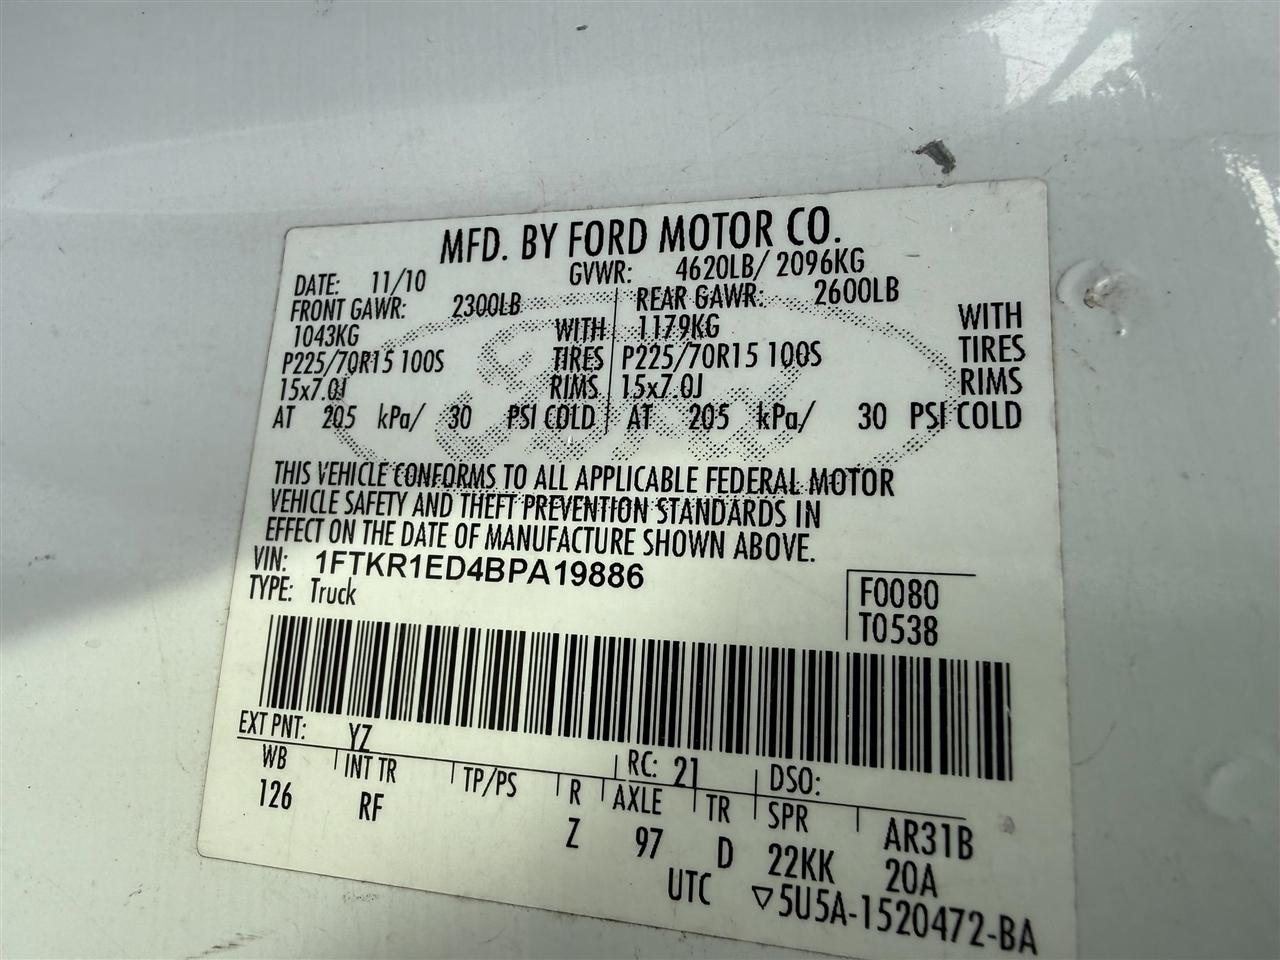 MFD. BY FORD MOTOR CO.
DATE: 11/10 GVWR: 4620LB/ 2096KG
FRONT GAWR: 2300LB REAR GAWR: 2600LB
1043KG WITH 1179KG WITH
P225/70R15 100S TIRES P225/70R15 100S TIRES
15x7.0J RIMS 15x7.0J RIMS
AT 205 kPa/ 30 PSI COLD AT 205 kPa/ 30 PSI COLD
THIS VEHICLE CONFORMS TO ALL APPLICABLE FEDERAL MOTOR
VEHICLE SAFETY AND THEFT PREVENTION STANDARDS IN
EFFECT ON THE DATE OF MANUFACTURE SHOWN ABOVE.
VIN: 1FTKR1ED4BPA19886
TYPE: Truck
F0080
T0538
EXT PNT: YZ RC: 21 DSO:
WB INT TR TP/PS R AXLE TR SPR AR31B
126 RF Z 97 D 22KK 20A
UTC ▽5U5A-1520472-BA